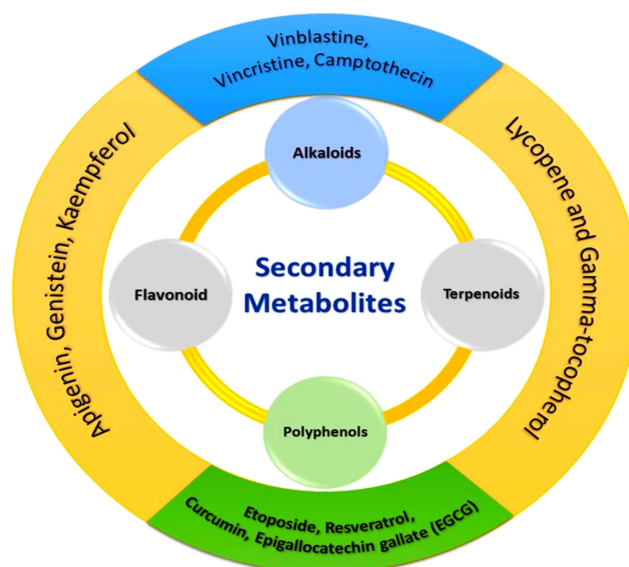 Vinblastine,
Vincristine, Camptothecin
Alkaloids
Apigenin, Genistein, Kaempferol
Flavonoid
Secondary
Metabolites
Terpenoids
Lycopene and Gamma-tocopherol
Polyphenols
Etoposide, Resveratrol,
Curcumin, Epigallocatechin gallate (EGCG)